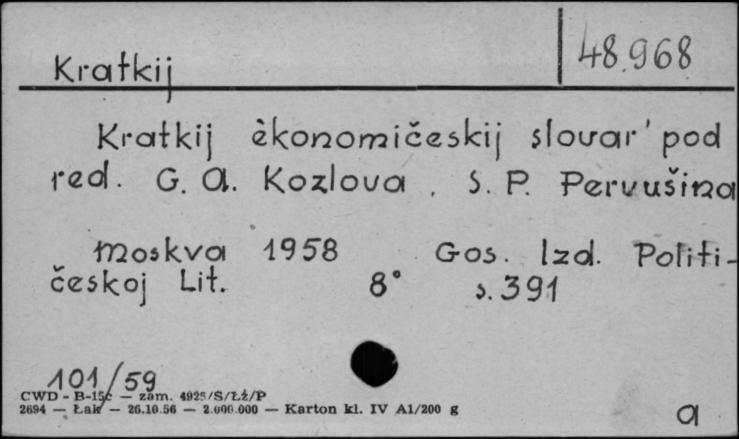 48.968
Kratkij
Kratkij èkonomičeskij slovar' pod
red. G. A. Kozlova, S. P. Pervušina
Moskva 1958 Gos. Izd. Politi-
českoj Lit. 8° s. 391
101/59
CWD - B-15c — zam. 4925/S/Łż/P
2694 — Łak — 26.10.56 — 2.000.000 — Karton kl. IV A1/200 g
a